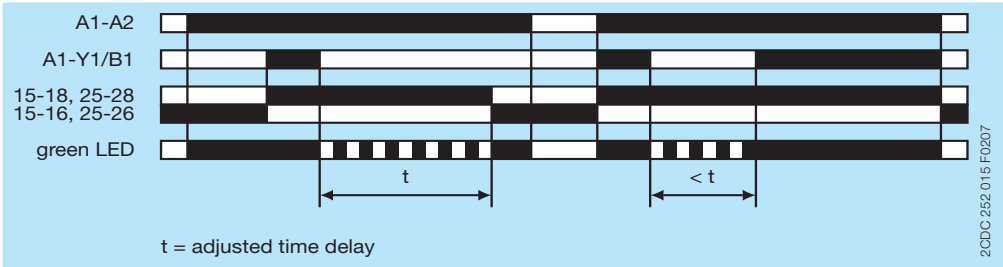 A1-A2
A1-Y1/B1
15-18, 25-28
15-16, 25-26
green LED
t
< t
t = adjusted time delay
2CDC 252 015 F0207